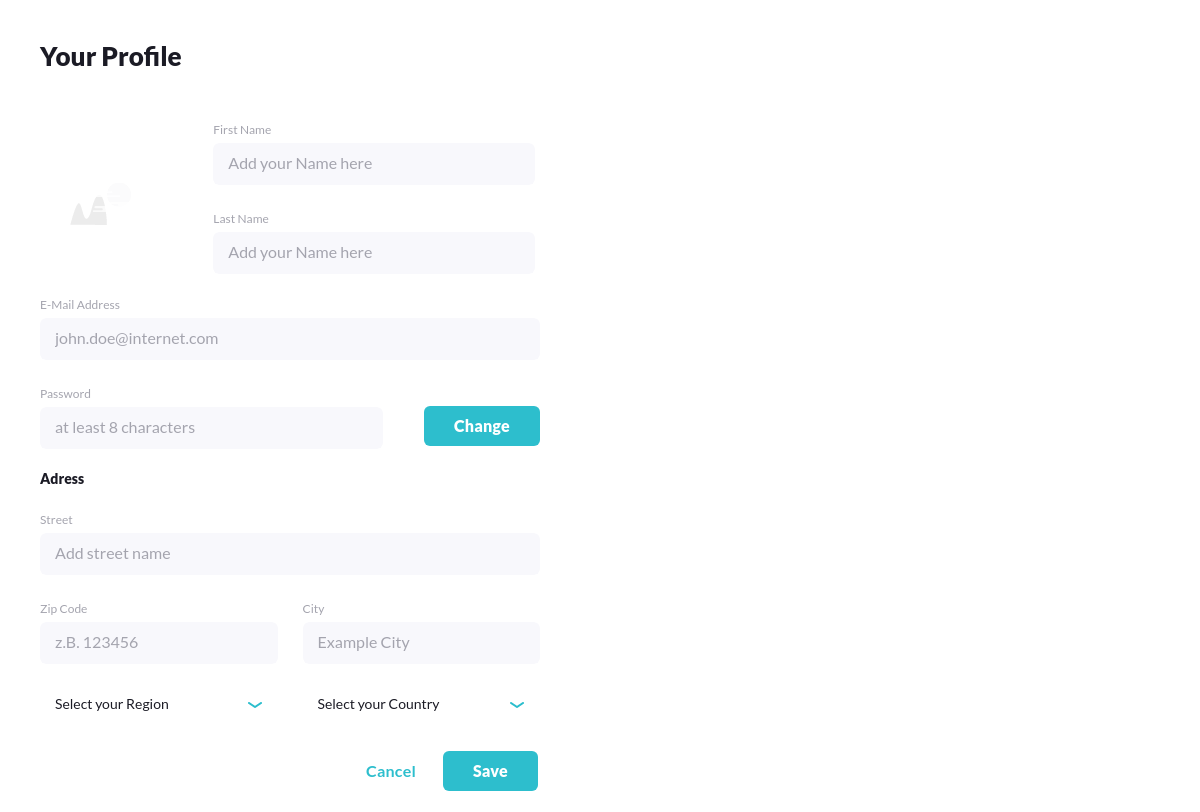 Your Profile
First Name
Add your Name here
Last Name
Add your Name here
E-Mail Address
john.doe@internet.com
Password
at least 8 characters
Change
Adress
Street
Add street name
Zip Code
City
z.B. 123456
Example City
Select your Region
Select your Country
Cancel
Save